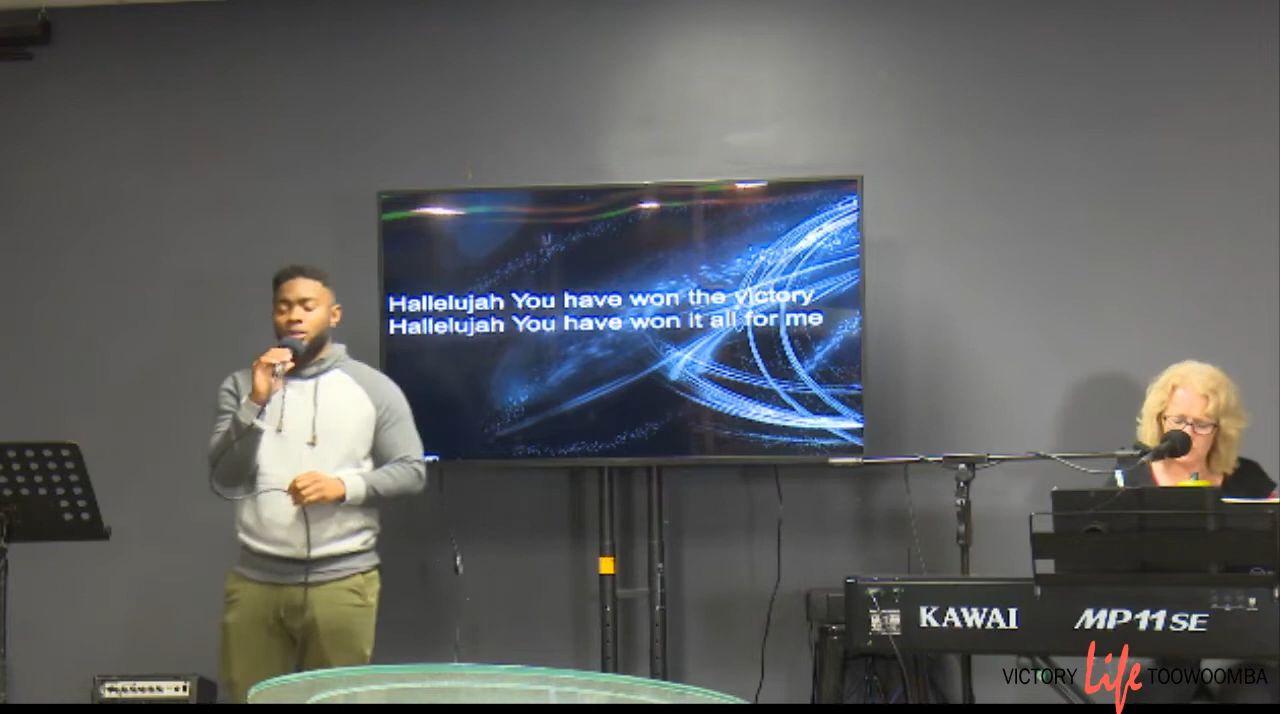 Hallelujah You have won the victory
Hallelujah You have won it all for me
KAWAI MP11SE
VICTORY Life TOOWOOMBA